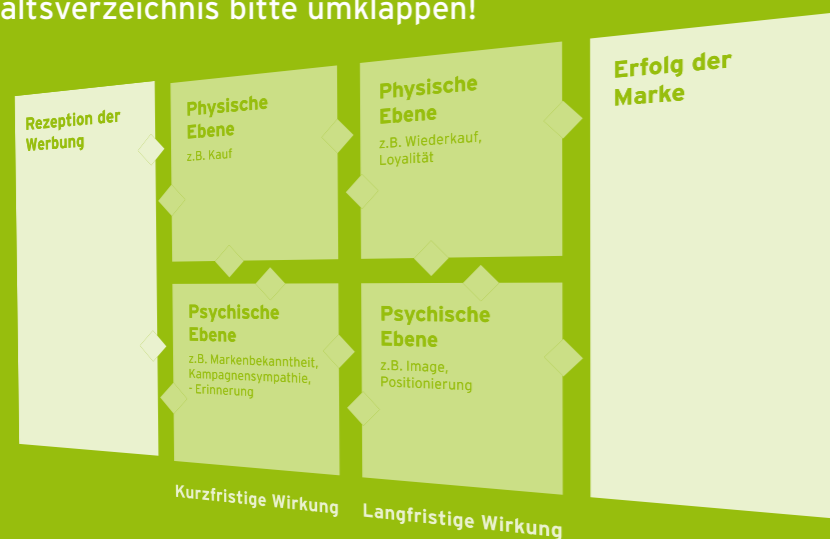 altsverzeichnis bitte umklappen!
Rezeption der
Werbung
Physische
Ebene
z.B. Kauf
Physische
Ebene
z.B. Wiederkauf,
Loyalität
Erfolg der
Marke
Psychische
Ebene
z.B. Markenbekanntheit,
Kampagnensympathie,
- Erinnerung
Psychische
Ebene
z.B. Image,
Positionierung
Kurzfristige Wirkung
Langfristige Wirkung